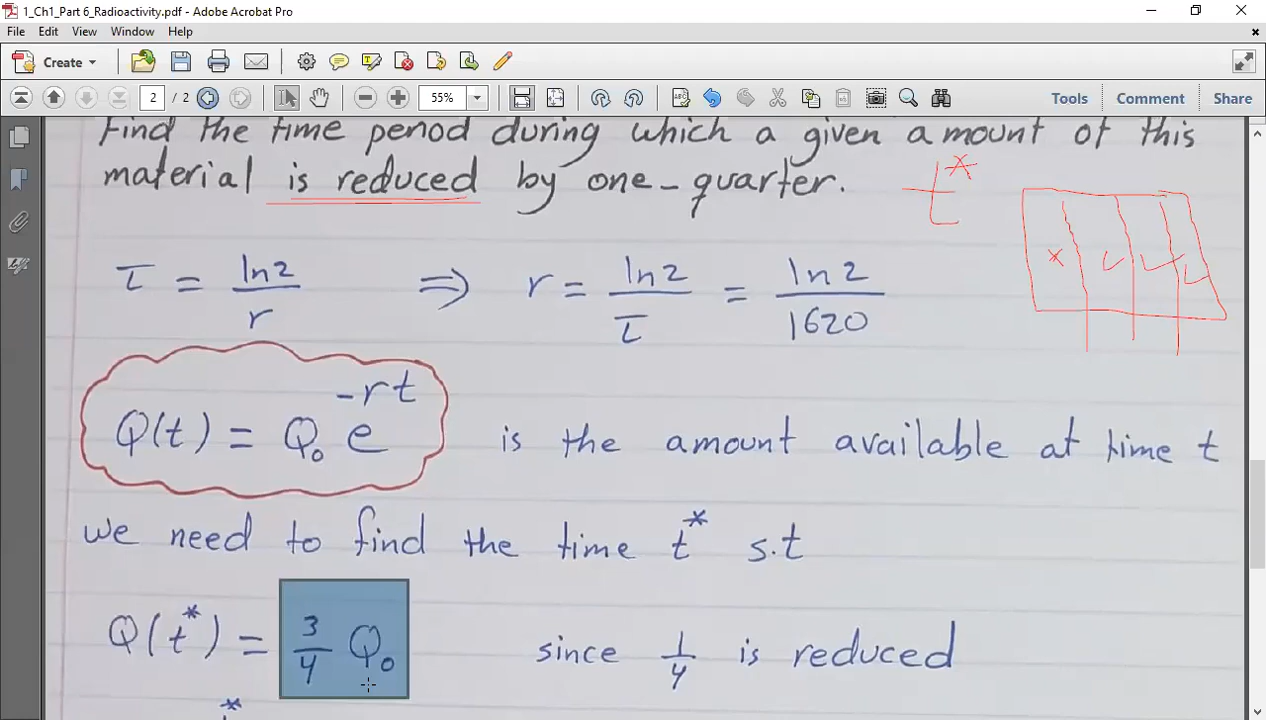 1_Ch1_Part 6_Radioactivity.pdf - Adobe Acrobat Pro
File Edit View Window Help
Create
2 / 2 55% Tools Comment Share
Find the time period during which a given amount of this
material is reduced by one-quarter. t*
τ = ln2/r ⇒ r = ln2/τ = ln2/1620
Q(t) = Q₀ e^-rt is the amount available at time t
we need to find the time t* s.t
Q(t*) = 3/4 Q₀ since 1/4 is reduced